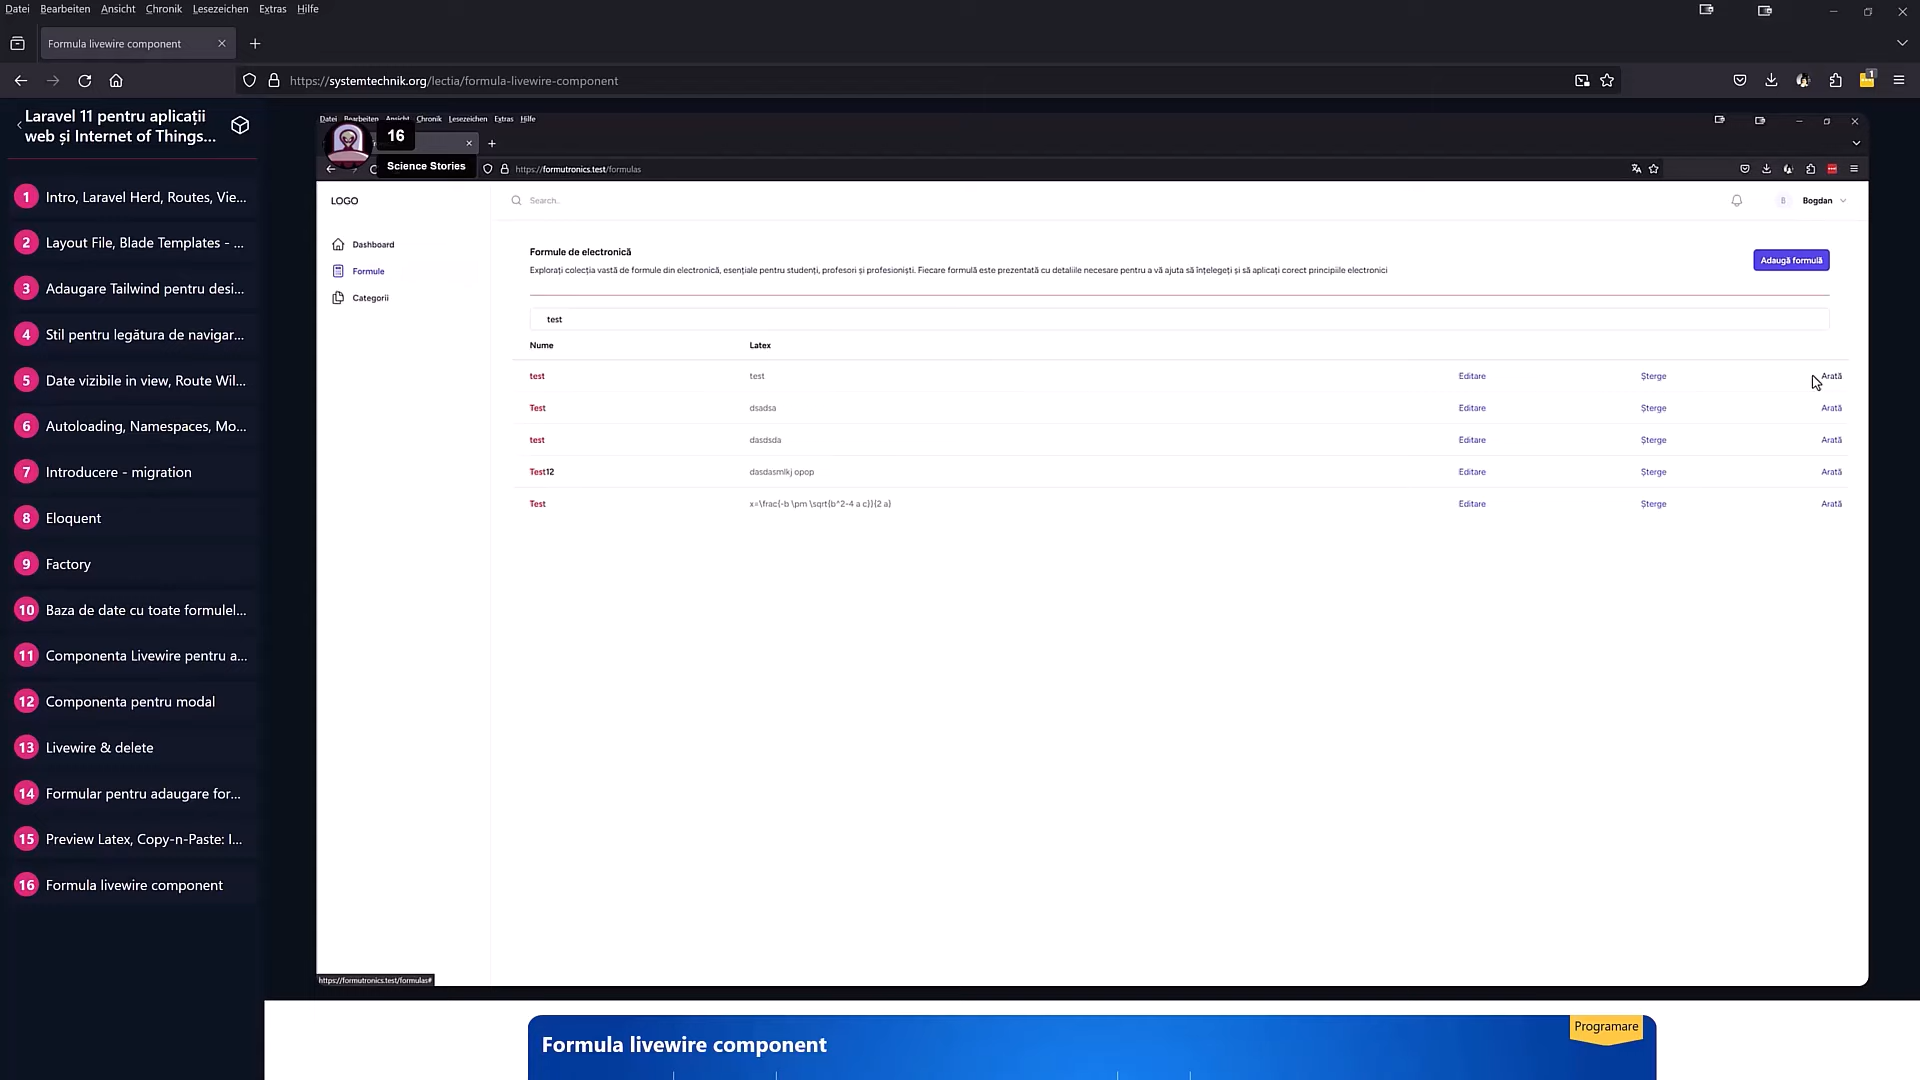 Datei Bearbeiten Ansicht Chronik Lesezeichen Extras Hilfe
Formula livewire component
https://systemtechnik.org/lectia/formula-livewire-component
1
Laravel 11 pentru aplicații
web și Internet of Things...
1 Intro, Laravel Herd, Routes, Vie...
2 Layout File, Blade Templates - ...
3 Adaugare Tailwind pentru desi...
4 Stil pentru legătura de navigar...
5 Date vizibile in view, Route Wil...
6 Autoloading, Namespaces, Mo...
7 Introducere - migration
8 Eloquent
9 Factory
10 Baza de date cu toate formulel...
11 Componenta Livewire pentru a...
12 Componenta pentru modal
13 Livewire & delete
14 Formular pentru adaugare for...
15 Preview Latex, Copy-n-Paste: I...
16 Formula livewire component
Datei Bearbeiten Ansicht Chronik Lesezeichen Extras Hilfe
16
Science Stories
https://formutronics.test/formulas
LOGO
Search..
B Bogdan
Dashboard
Formule
Categorii
Formule de electronică
Explorați colecția vastă de formule din electronică, esențiale pentru studenți, profesori și profesioniști. Fiecare formulă este prezentată cu detaliile necesare pentru a vă ajuta să înțelegeți și să aplicați corect principiile electronici
Adaugă formulă
test
Nume Latex
test test Editare Șterge Arată
Test dsadsa Editare Șterge Arată
test dasdsda Editare Șterge Arată
Test12 dasdasmlkj opop Editare Șterge Arată
Test x=\frac{-b \pm \sqrt{b^2-4 a c}}{2 a} Editare Șterge Arată
https://formutronics.test/formulas#
Formula livewire component
Programare